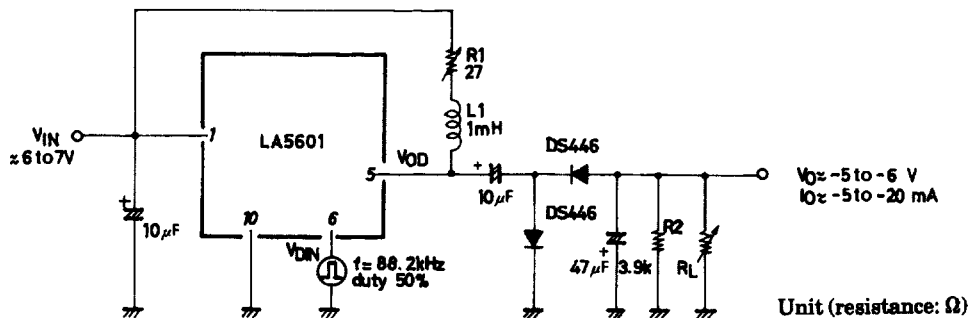 R1
27
L1
1mH
VIN
≈6 to 7V
1
LA5601
5
VOD
+
10μF
DS446
DS446
VO≈ -5 to -6 V
IO≈ -5 to -20 mA
+
10μF
10
6
VDIN
f= 88.2kHz
duty 50%
+
47μF
R2
3.9k
RL
Unit (resistance: Ω)